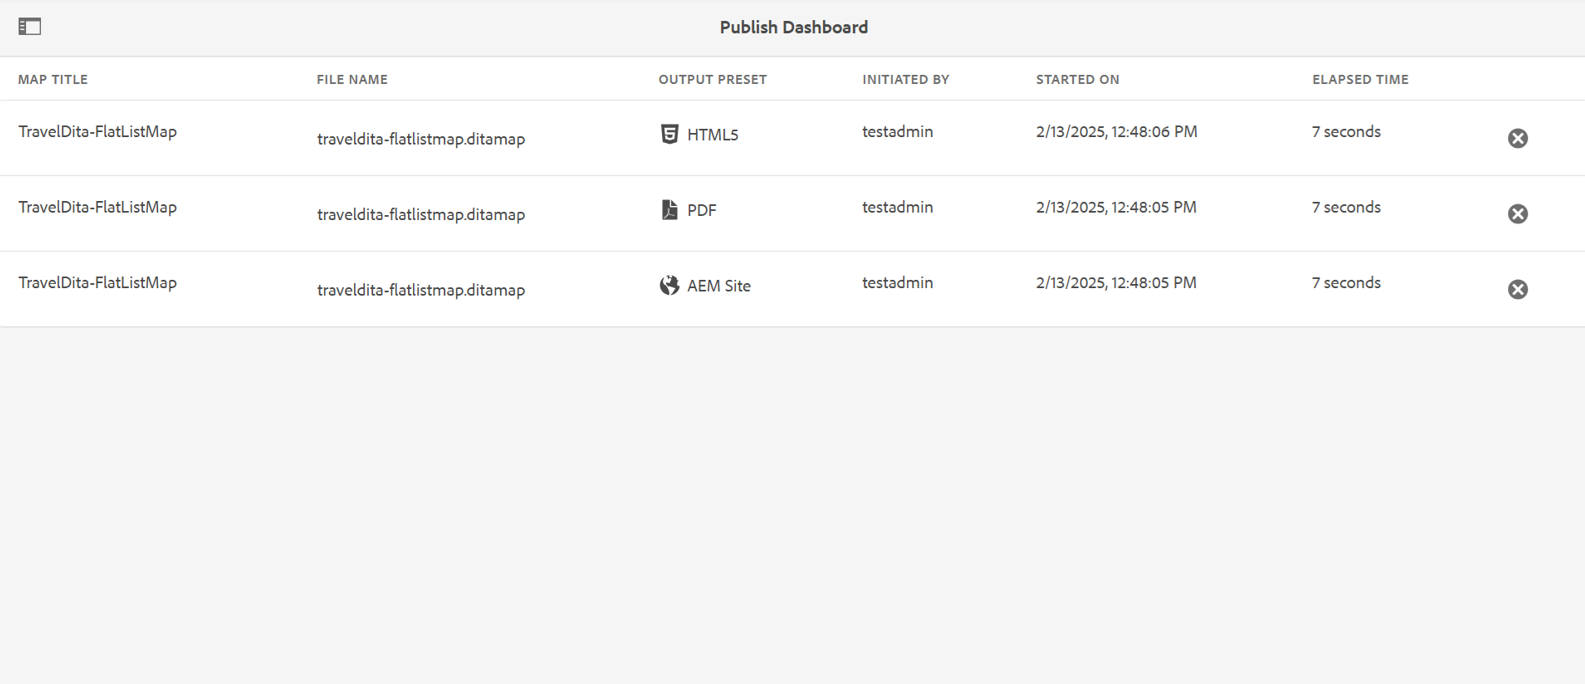 Publish Dashboard
MAP TITLE FILE NAME OUTPUT PRESET INITIATED BY STARTED ON ELAPSED TIME
TravelDita-FlatListMap traveldita-flatlistmap.ditamap HTML5 testadmin 2/13/2025, 12:48:06 PM 7 seconds
TravelDita-FlatListMap traveldita-flatlistmap.ditamap PDF testadmin 2/13/2025, 12:48:05 PM 7 seconds
TravelDita-FlatListMap traveldita-flatlistmap.ditamap AEM Site testadmin 2/13/2025, 12:48:05 PM 7 seconds